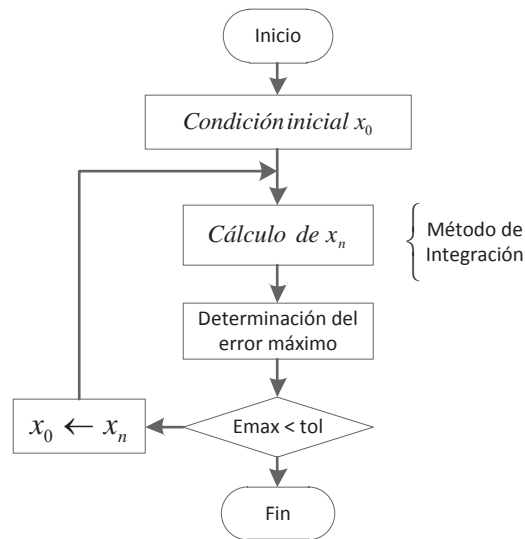 Inicio
Condición inicial x₀
Cálculo de xₙ
Método de
Integración
Determinación del
error máximo
x₀ ← xₙ
Emax < tol
Fin